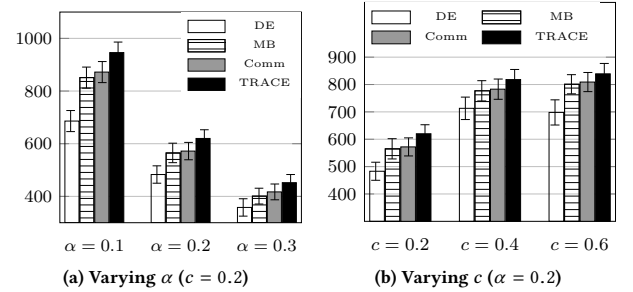 DE
MB
Comm
TRACE
1000
800
600
400
α = 0.1
α = 0.2
α = 0.3
(a) Varying α (c = 0.2)
DE MB
Comm TRACE
900
800
700
600
500
400
c = 0.2
c = 0.4
c = 0.6
(b) Varying c (α = 0.2)